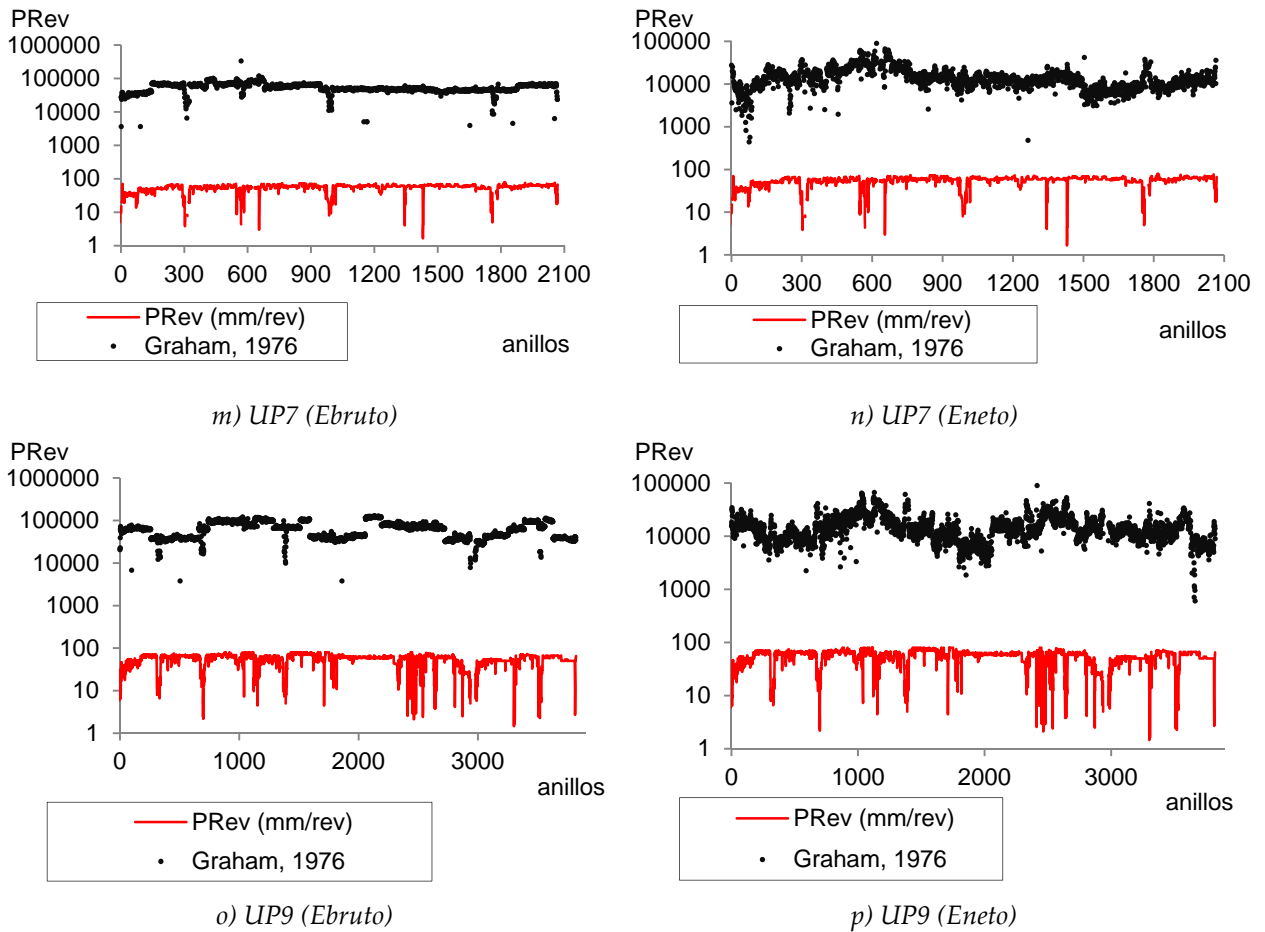 PRev
1000000
100000
10000
1000
100
10
1
0 300 600 900 1200 1500 1800 2100
PRev (mm/rev)
Graham, 1976
anillos
m) UP7 (Ebruto)
PRev
100000
10000
1000
100
10
1
0 300 600 900 1200 1500 1800 2100
PRev (mm/rev)
Graham, 1976
anillos
n) UP7 (Eneto)
PRev
1000000
100000
10000
1000
100
10
1
0 1000 2000 3000
anillos
PRev (mm/rev)
Graham, 1976
o) UP9 (Ebruto)
PRev
100000
10000
1000
100
10
1
0 1000 2000 3000
anillos
PRev (mm/rev)
Graham, 1976
p) UP9 (Eneto)